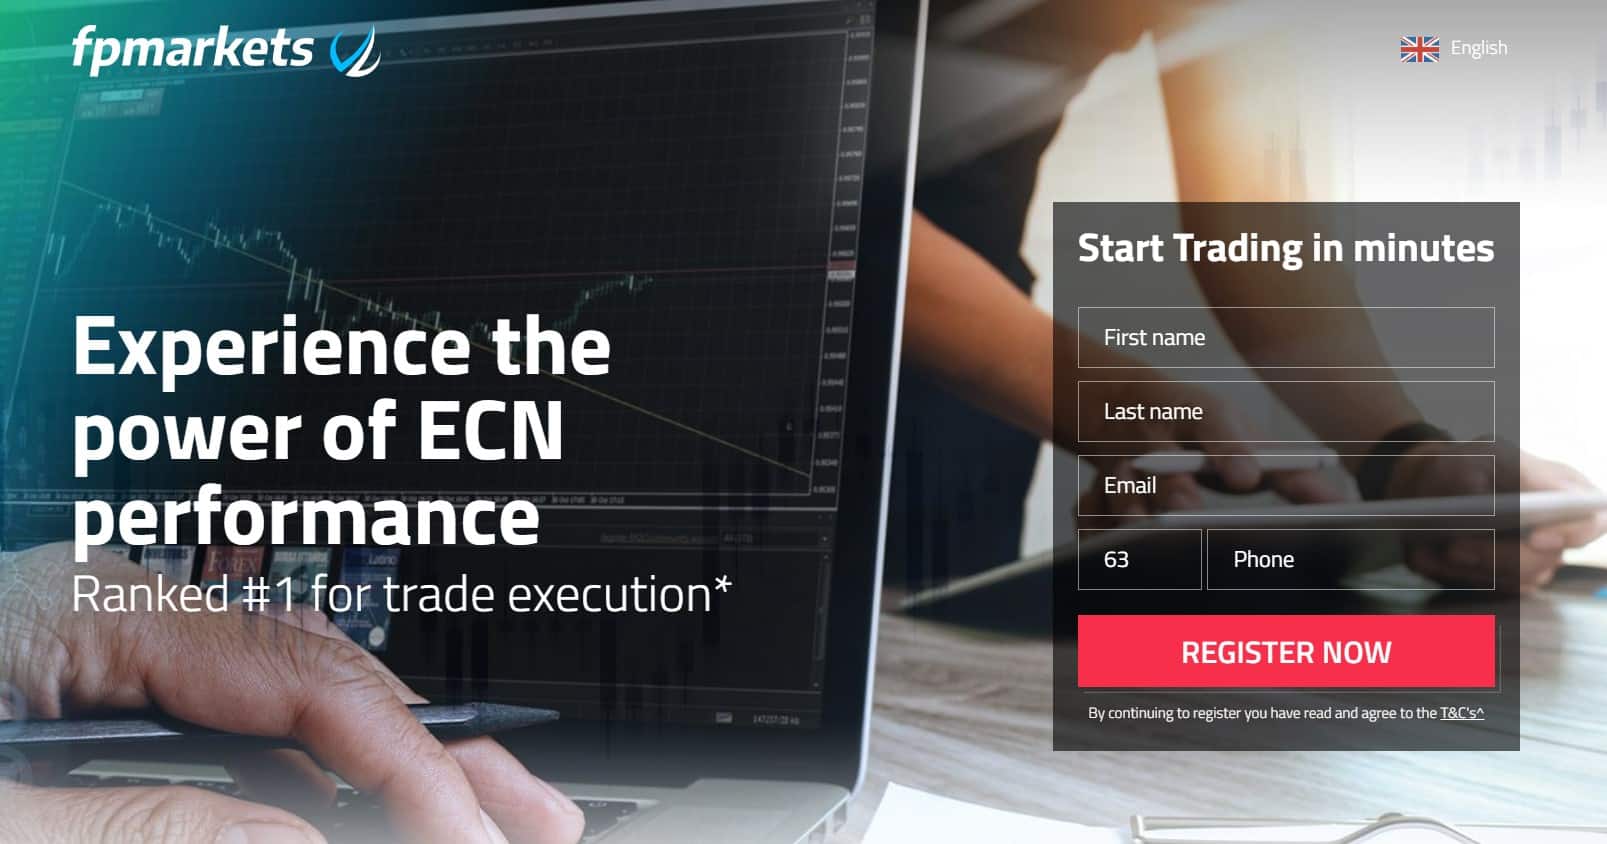 fpmarkets
English
Experience the
power of ECN
performance
Ranked #1 for trade execution*
Start Trading in minutes
First name
Last name
Email
63
Phone
REGISTER NOW
By continuing to register you have read and agree to the T&C's^